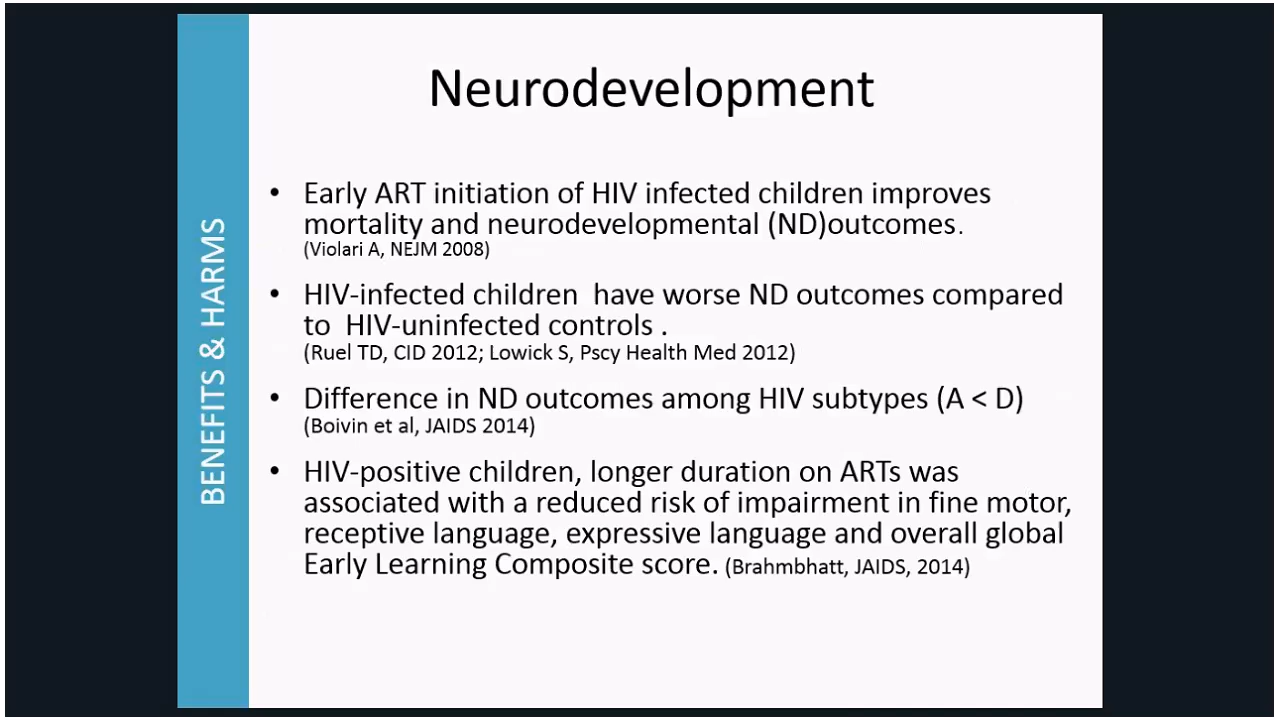 Neurodevelopment
BENEFITS & HARMS
• Early ART initiation of HIV infected children improves
mortality and neurodevelopmental (ND)outcomes.
(Violari A, NEJM 2008)
• HIV-infected children  have worse ND outcomes compared
to  HIV-uninfected controls .
(Ruel TD, CID 2012; Lowick S, Pscy Health Med 2012)
• Difference in ND outcomes among HIV subtypes (A < D)
(Boivin et al, JAIDS 2014)
• HIV-positive children, longer duration on ARTs was
associated with a reduced risk of impairment in fine motor,
receptive language, expressive language and overall global
Early Learning Composite score. (Brahmbhatt, JAIDS, 2014)